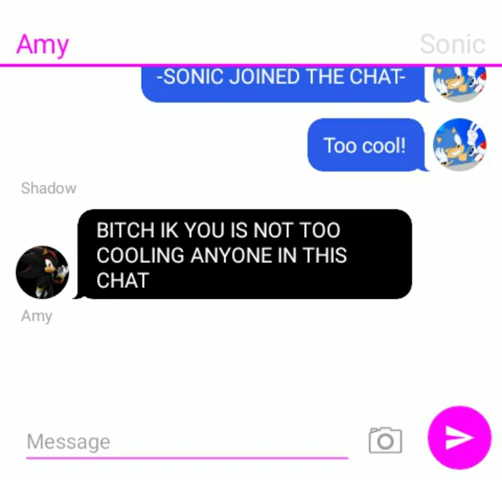 Amy
Sonic
-SONIC JOINED THE CHAT-
Too cool!
Shadow
BITCH IK YOU IS NOT TOO
COOLING ANYONE IN THIS
CHAT
Amy
Message